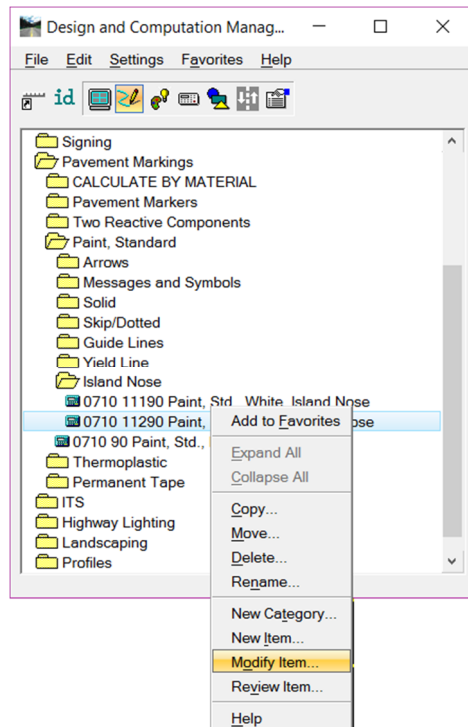 Design and Computation Manag...
File Edit Settings Favorites Help
id
Signing
Pavement Markings
CALCULATE BY MATERIAL
Pavement Markers
Two Reactive Components
Paint, Standard
Arrows
Messages and Symbols
Solid
Skip/Dotted
Guide Lines
Yield Line
Island Nose
0710 11190 Paint, Std., White, Island Nose
0710 11290 Paint, ose
0710 90 Paint, Std.,
Thermoplastic
Permanent Tape
ITS
Highway Lighting
Landscaping
Profiles
Add to Favorites
Expand All
Collapse All
Copy...
Move...
Delete...
Rename...
New Category...
New Item...
Modify Item...
Review Item...
Help